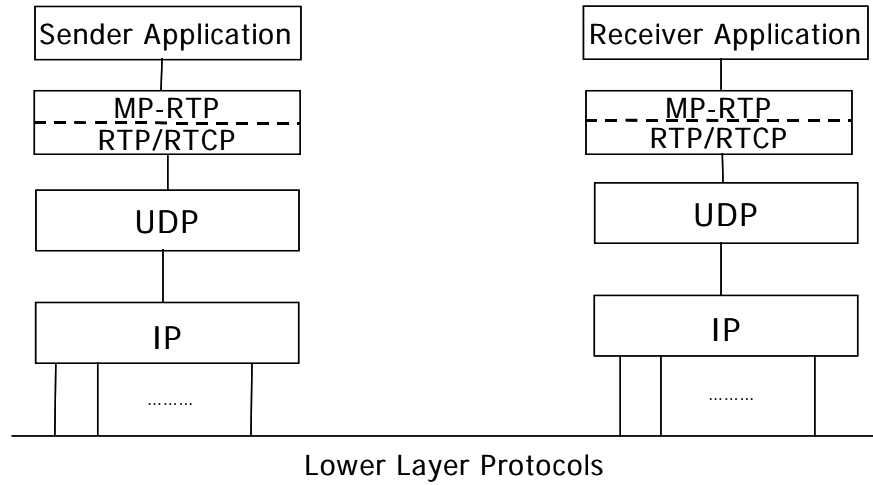 Sender Application
Receiver Application
MP-RTP
RTP/RTCP
MP-RTP
RTP/RTCP
UDP
UDP
IP
IP
.........
.........
Lower Layer Protocols